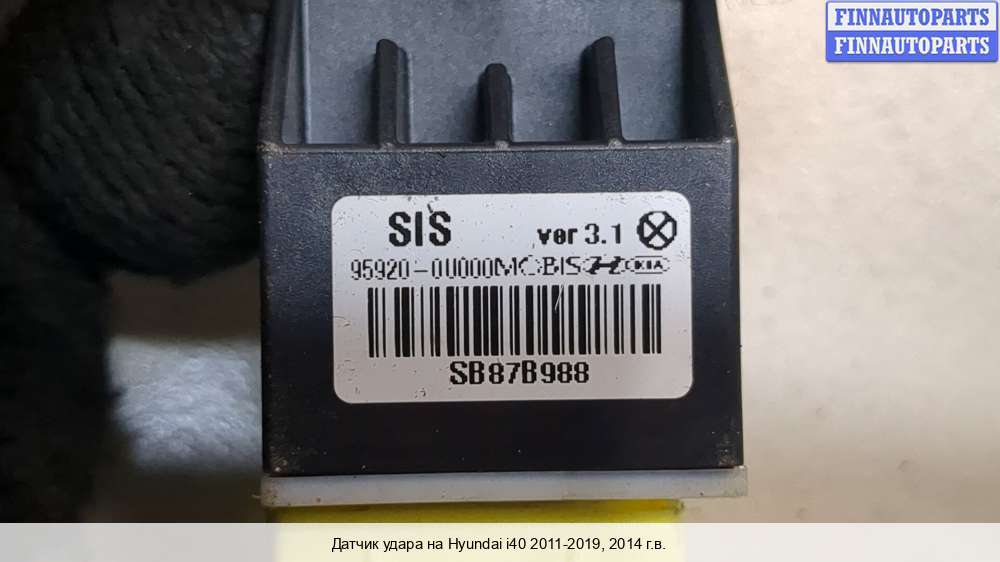 FINNAUTOPARTS
FINNAUTOPARTS
SIS ver 3.1
95920-0U000 MOBIS KIA
SB87B988
Датчик удара на Hyundai i40 2011-2019, 2014 г.в.